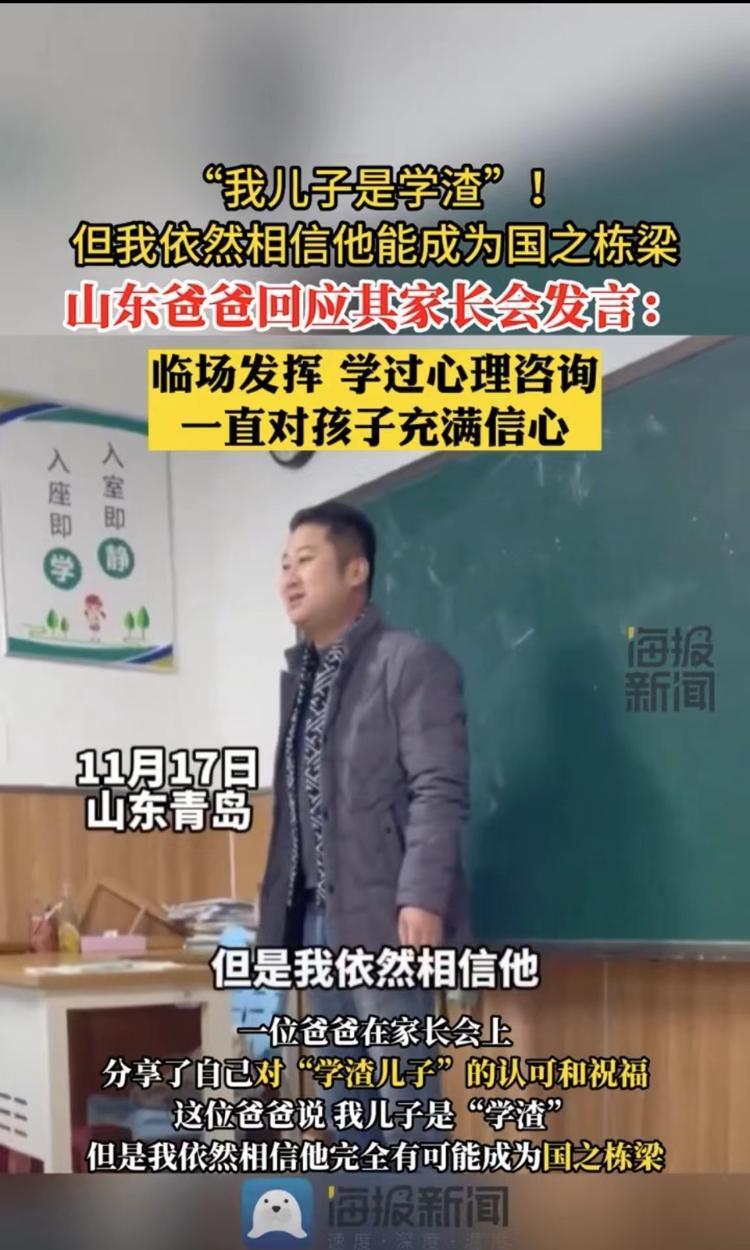 “我儿子是学渣”！
但我依然相信他能成为国之栋梁
山东爸爸回应其家长会发言：
临场发挥 学过心理咨询
一直对孩子充满信心
入室即静
入座即学
海报新闻
11月17日
山东青岛
但是我依然相信他
一位爸爸在家长会上
分享了自己对“学渣儿子”的认可和祝福
这位爸爸说 我儿子是“学渣”
但是我依然相信他完全有可能成为国之栋梁
海报新闻
速度·深度·温度